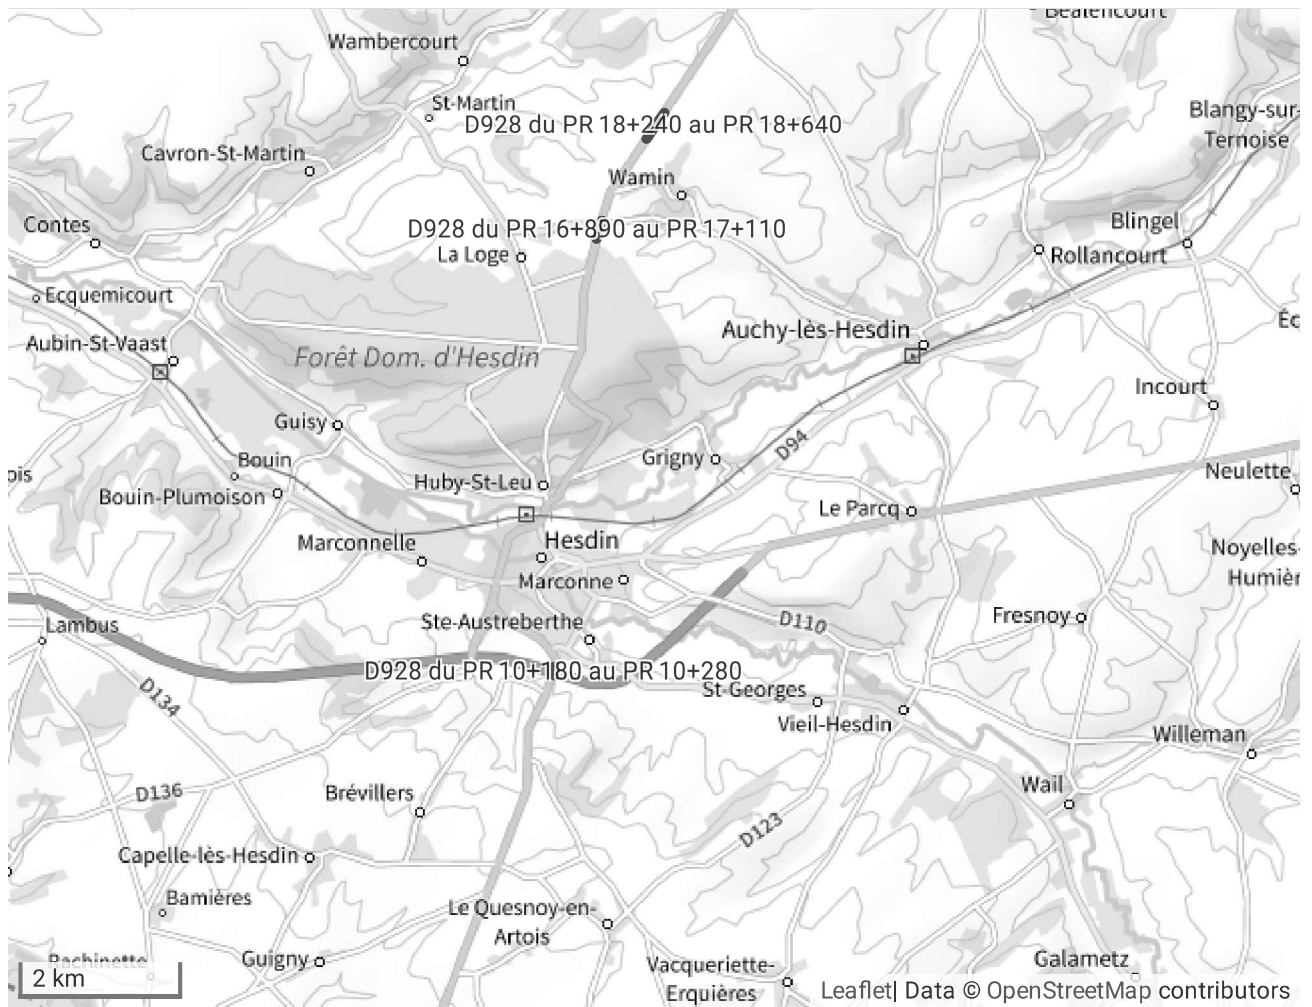 Béalencourt
Wambercourt
St-Martin
D928 du PR 18+240 au PR 18+640
Blangy-sur-
Ternoise
Cavron-St-Martin
Wamin
Contes
D928 du PR 16+890 au PR 17+110
Blingel
La Loge
Rollancourt
Ecquemicourt
Auchy-lès-Hesdin
Aubin-St-Vaast
Forêt Dom. d'Hesdin
Incourt
Guisy
D94
Bouin
Grigny
Neulette
Huby-St-Leu
Bouin-Plumoison
Le Parcq
Marconnelle
Hesdin
Noyelles-
Humièr
Marconne
Fresnoy
Lambus
Ste-Austreberthe
D110
D928 du PR 10+180 au PR 10+280
D134
St-Georges
Vieil-Hesdin
Willeman
D136
Brévillers
Wail
D123
Capelle-lès-Hesdin
Bamières
Le Quesnoy-en-
Artois
Rachinette
Guigny
Vacqueriette-
Erquières
Galametz
2 km
Leaflet| Data © OpenStreetMap contributors